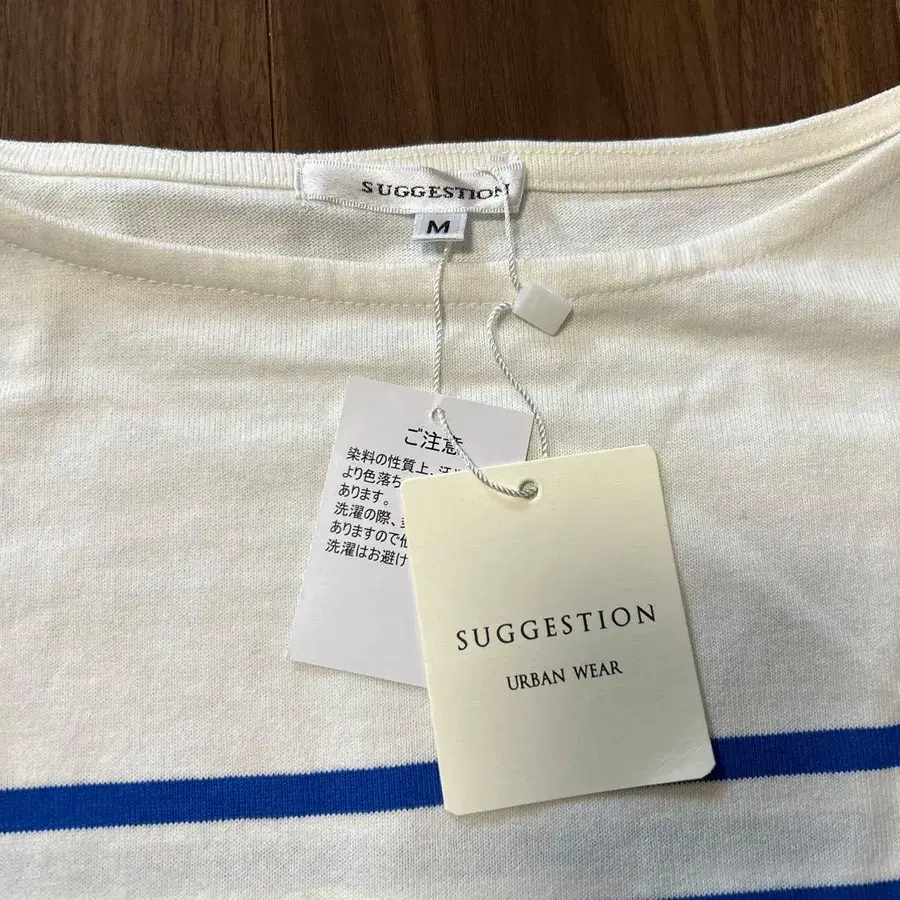 SUGGESTION
M
ご注意
染料の性質上、
より色落ち
あります。
洗濯の際、
ありますので他
洗濯はお避け
SUGGESTION
URBAN WEAR